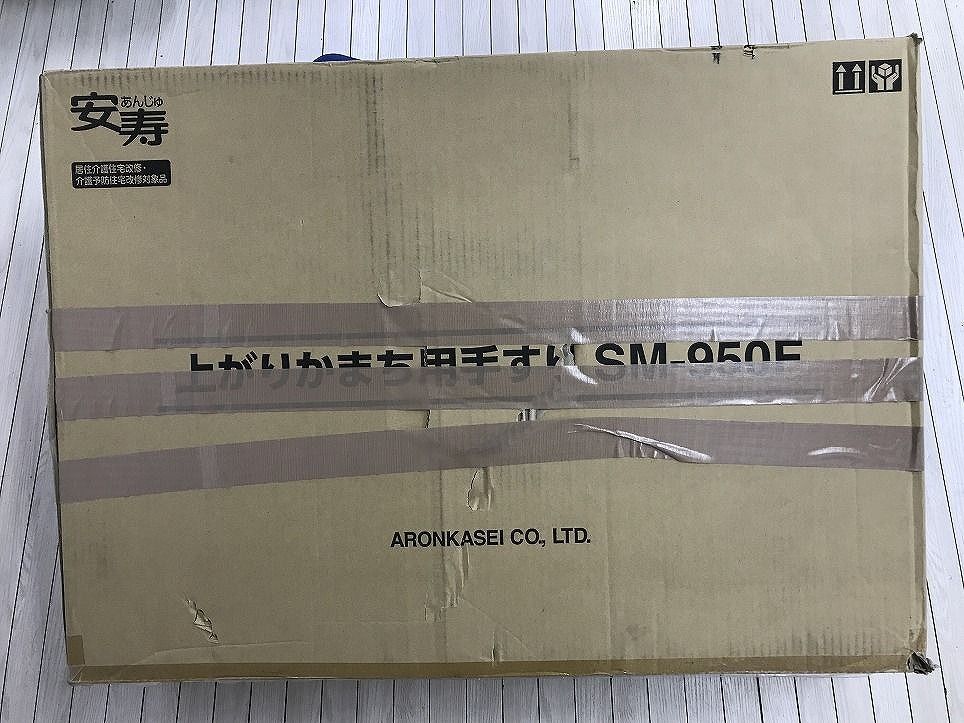 あんじゅ
安寿
居住介護住宅改修・
介護予防住宅改修対象品
上がりかまち用手すり SM-950F
ARONKASEI CO., LTD.